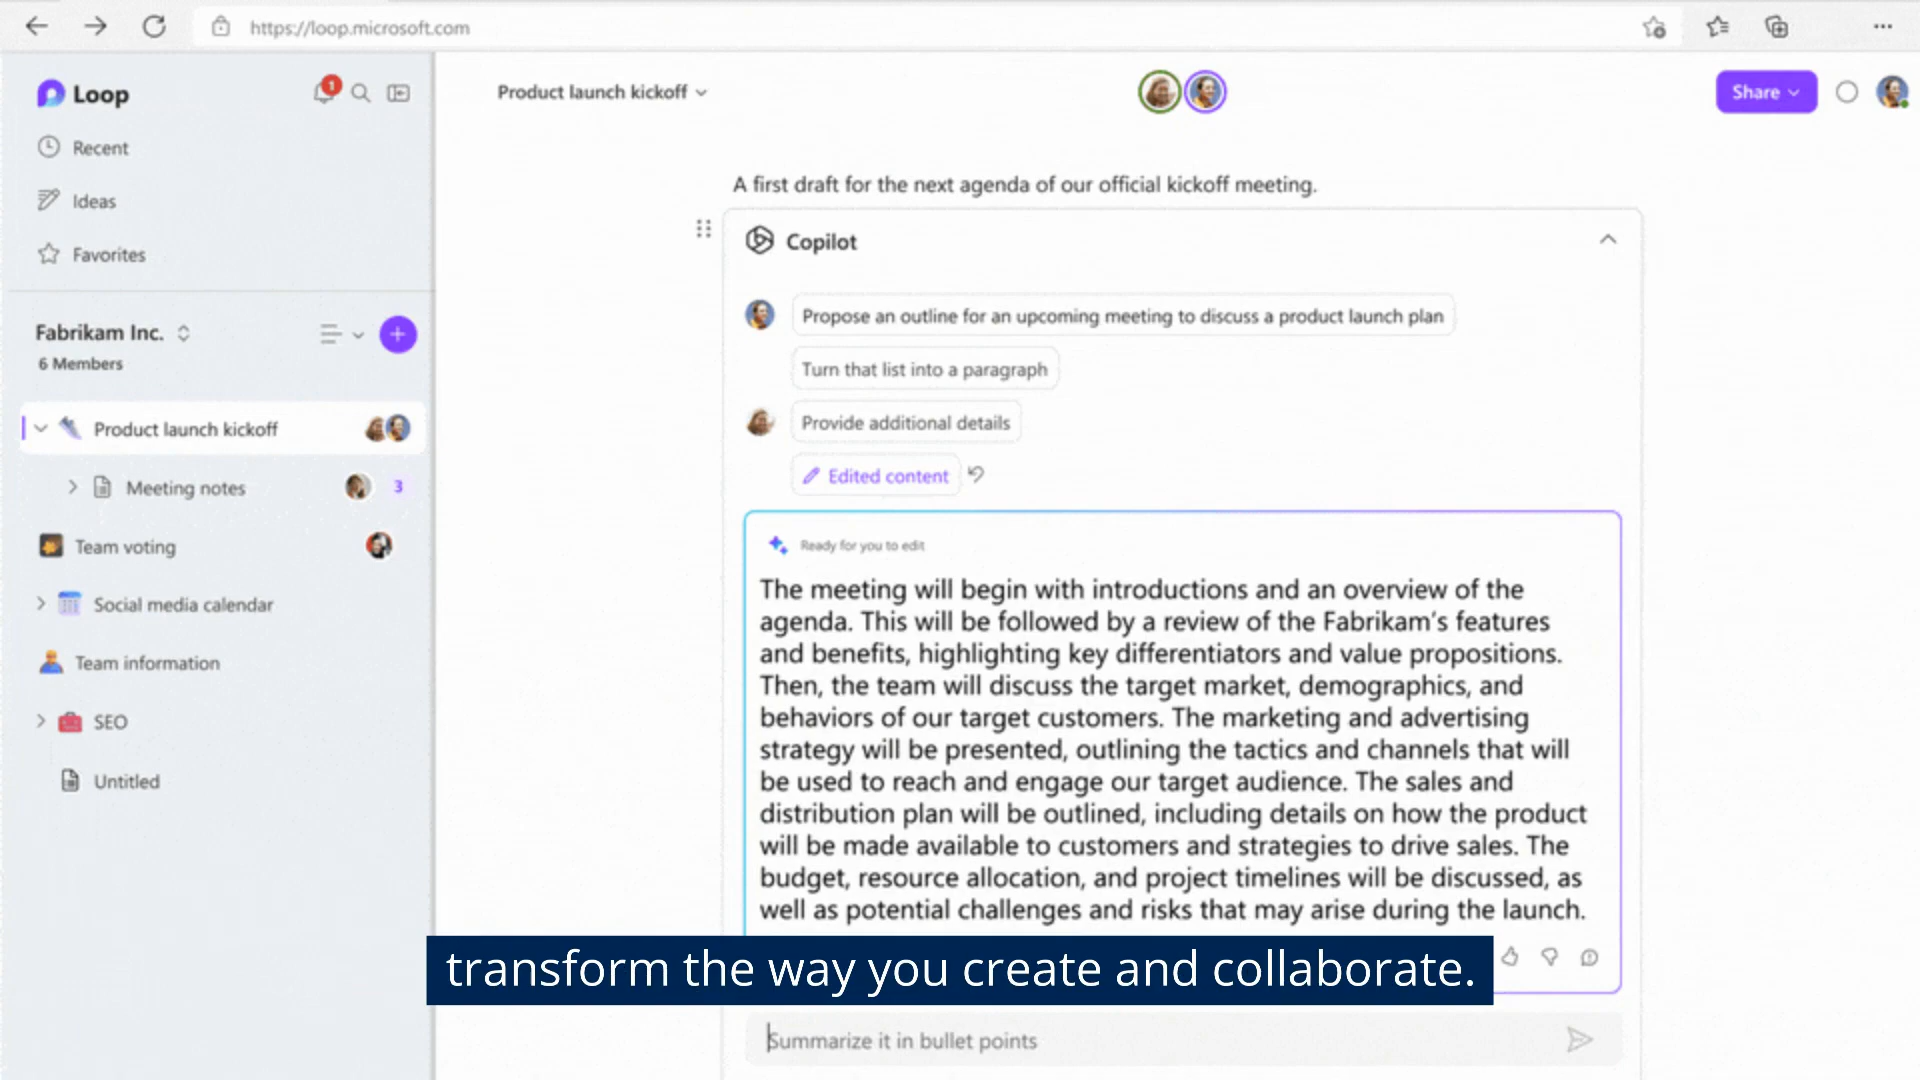 https://loop.microsoft.com
Loop
1
Recent
Ideas
Favorites
Fabrikam Inc.
6 Members
Product launch kickoff
Meeting notes
3
Team voting
Social media calendar
Team information
SEO
Untitled
Product launch kickoff
Share
A first draft for the next agenda of our official kickoff meeting.
Copilot
Propose an outline for an upcoming meeting to discuss a product launch plan
Turn that list into a paragraph
Provide additional details
Edited content
Ready for you to edit
The meeting will begin with introductions and an overview of the
agenda. This will be followed by a review of the Fabrikam's features
and benefits, highlighting key differentiators and value propositions.
Then, the team will discuss the target market, demographics, and
behaviors of our target customers. The marketing and advertising
strategy will be presented, outlining the tactics and channels that will
be used to reach and engage our target audience. The sales and
distribution plan will be outlined, including details on how the product
will be made available to customers and strategies to drive sales. The
budget, resource allocation, and project timelines will be discussed, as
well as potential challenges and risks that may arise during the launch.
transform the way you create and collaborate.
Summarize it in bullet points